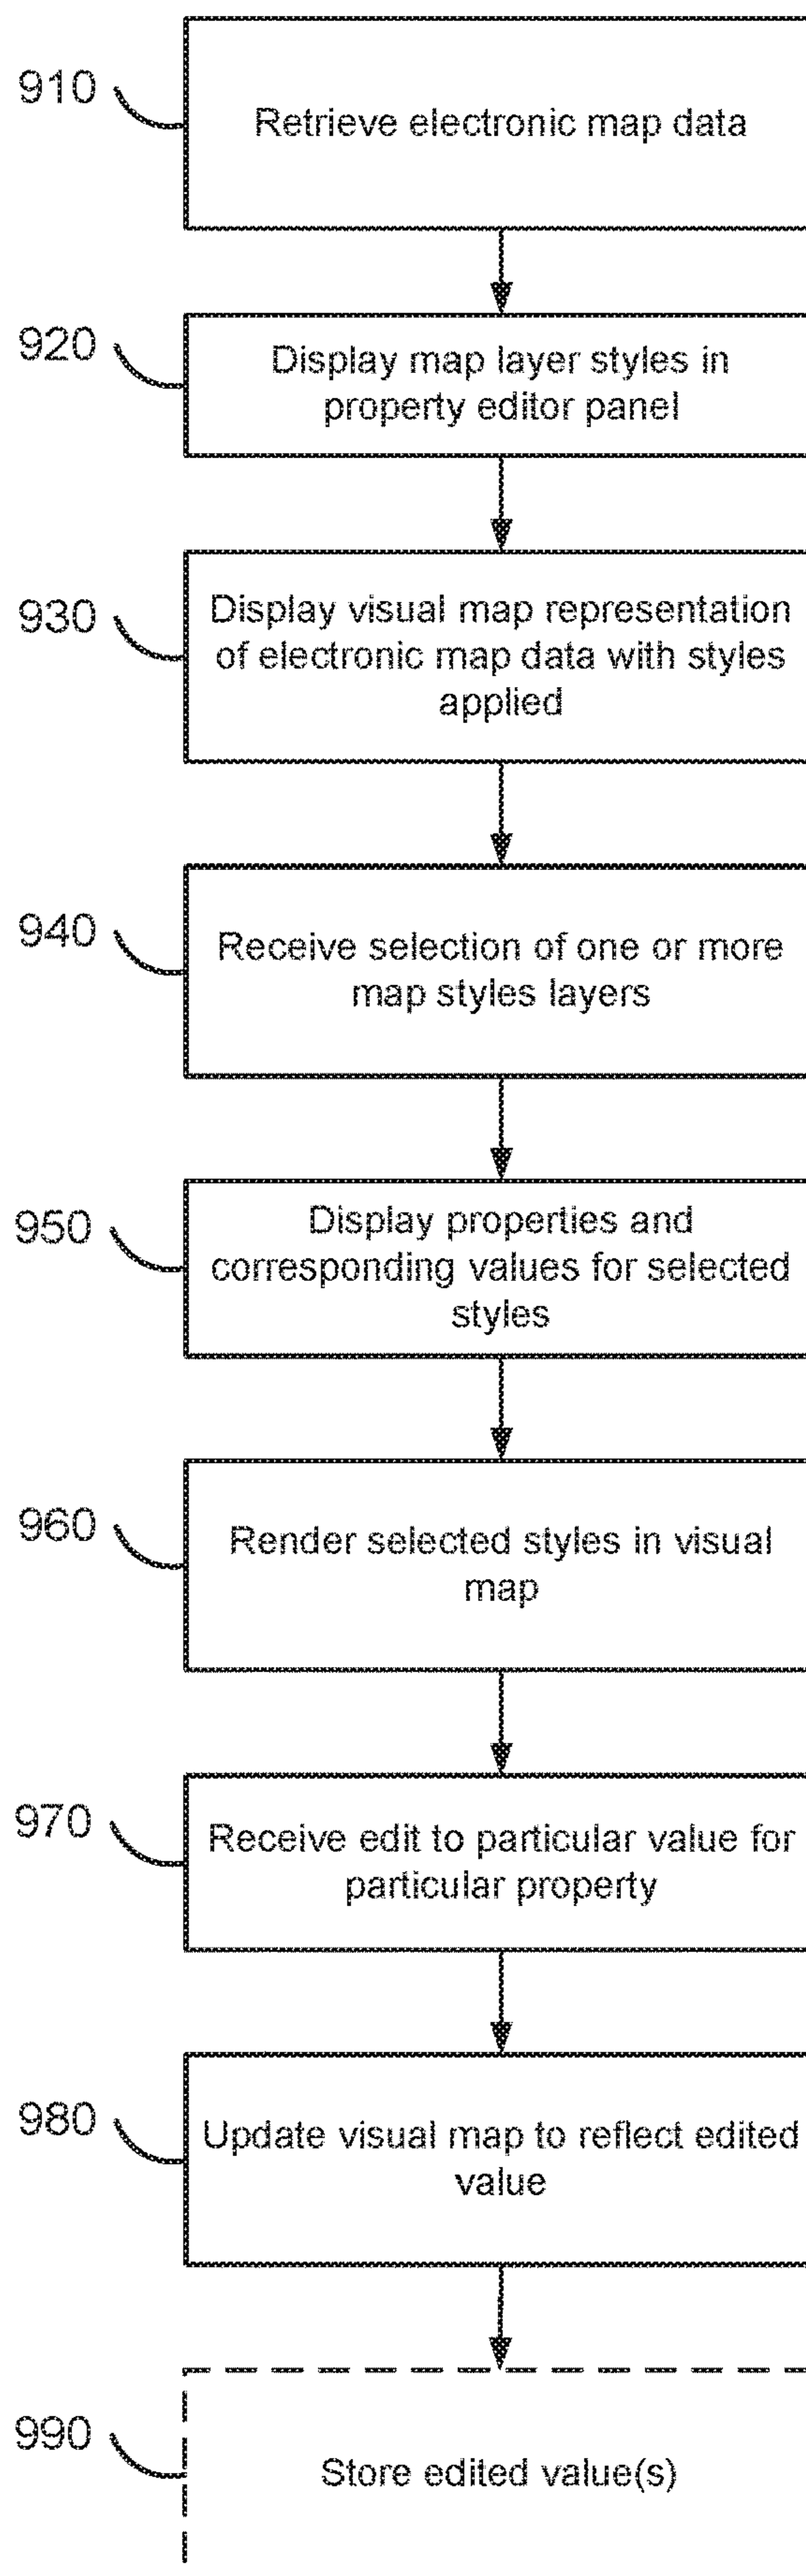 910
Retrieve electronic map data
920
Display map layer styles in
property editor panel
930
Display visual map representation
of electronic map data with styles
applied
940
Receive selection of one or more
map styles layers
950
Display properties and
corresponding values for selected
styles
960
Render selected styles in visual
map
970
Receive edit to particular value for
particular property
980
Update visual map to reflect edited
value
990
Store edited value(s)